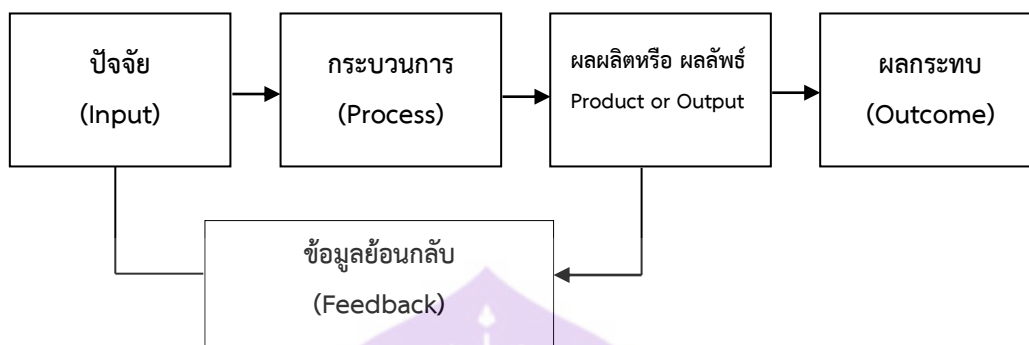 ปัจจัย
(Input)
กระบวนการ
(Process)
ผลผลิตหรือ ผลลัพธ์
Product or Output
ผลกระทบ
(Outcome)
ข้อมูลย้อนกลับ
(Feedback)